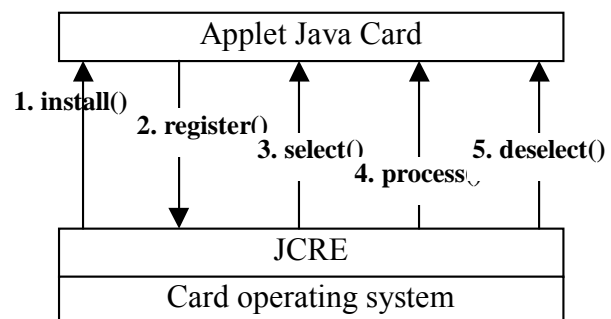 Applet Java Card
1. install()
2. register()
3. select()
4. process()
5. deselect()
JCRE
Card operating system